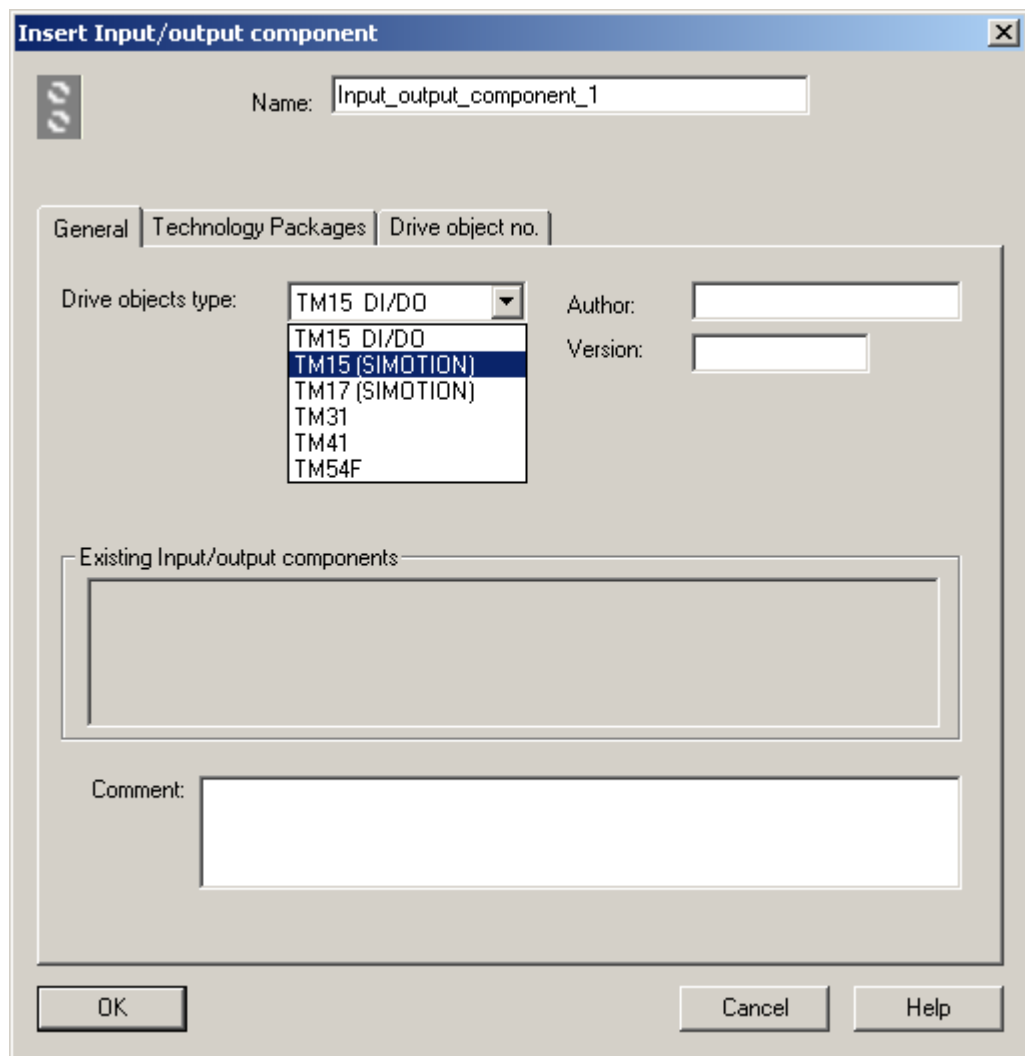 Insert Input/output component
Name: Input_output_component_1
General Technology Packages Drive object no.
Drive objects type: TM15 DI/DO Author:
TM15 DI/DO Version:
TM15 (SIMOTION)
TM17 (SIMOTION)
TM31
TM41
TM54F
Existing Input/output components
Comment:
OK Cancel Help